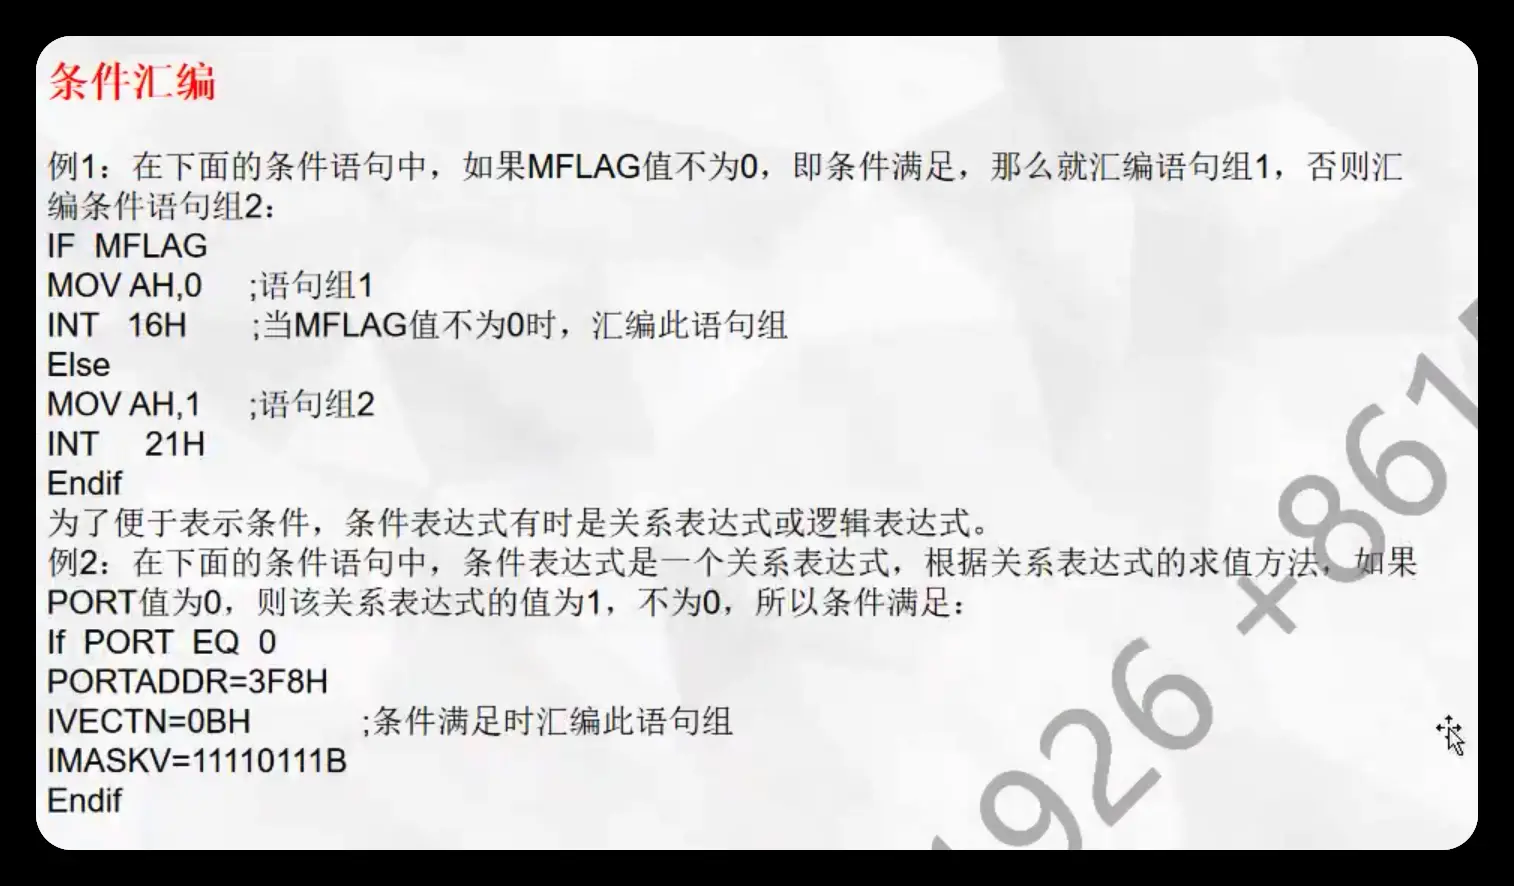 条件汇编
例1：在下面的条件语句中，如果MFLAG值不为0，即条件满足，那么就汇编语句组1，否则汇
编条件语句组2：
IF MFLAG
MOV AH,0 ;语句组1
INT 16H ;当MFLAG值不为0时，汇编此语句组
Else
MOV AH,1 ;语句组2
INT 21H
Endif
为了便于表示条件，条件表达式有时是关系表达式或逻辑表达式。
例2：在下面的条件语句中，条件表达式是一个关系表达式，根据关系表达式的求值方法，如果
PORT值为0，则该关系表达式的值为1，不为0，所以条件满足：
If PORT EQ 0
PORTADDR=3F8H
IVECTN=0BH ;条件满足时汇编此语句组
IMASKV=11110111B
Endif
926 +861